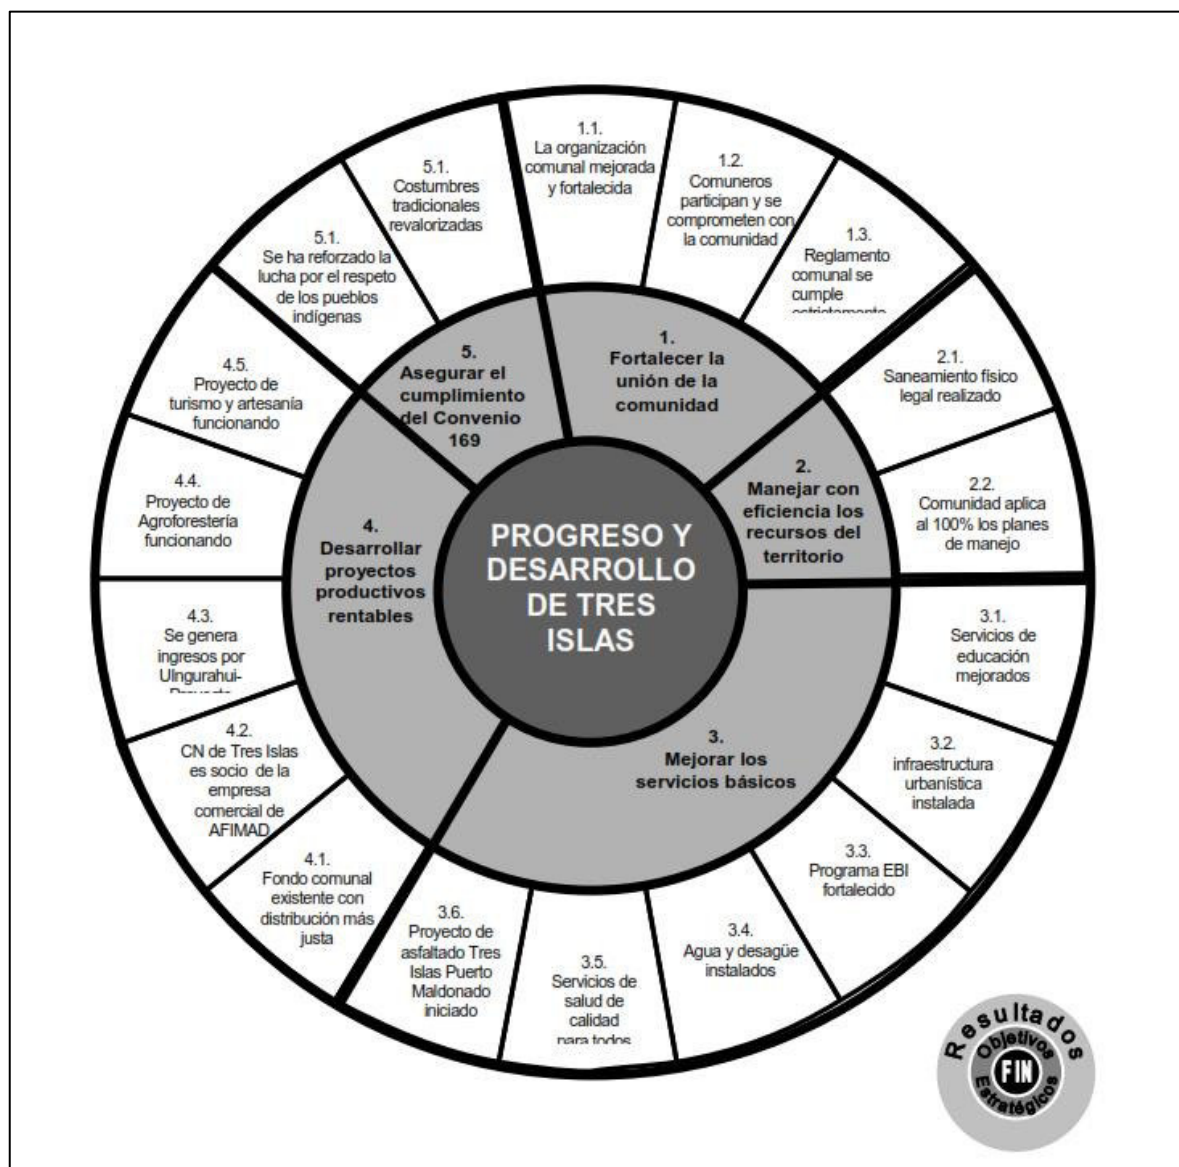 PROGRESO Y
DESARROLLO
DE TRES
ISLAS
1.
Fortalecer la
unión de la
comunidad
2.
Manejar con
eficiencia los
recursos del
territorio
3.
Mejorar los
servicios básicos
4.
Desarrollar
proyectos
productivos
rentables
5.
Asegurar el
cumplimiento
del Convenio
169
1.1.
La organización
comunal mejorada
y fortalecida
1.2.
Comuneros
participan y se
comprometen con
la comunidad
1.3.
Reglamento
comunal se
cumple
estrictamente
2.1.
Saneamiento físico
legal realizado
2.2.
Comunidad aplica
al 100% los planes
de manejo
3.1.
Servicios de
educación
mejorados
3.2.
infraestructura
urbanística
instalada
3.3.
Programa EBI
fortalecido
3.4.
Agua y desagüe
instalados
3.5.
Servicios de
salud de
calidad
para todos
3.6.
Proyecto de
asfaltado Tres
Islas Puerto
Maldonado
iniciado
4.1.
Fondo comunal
existente con
distribución más
justa
4.2.
CN de Tres Islas
es socio de la
empresa
comercial de
AFIMAD
4.3.
Se genera
ingresos por
UIngurahui-
Proyecto
4.4.
Proyecto de
Agroforestería
funcionando
4.5.
Proyecto de
turismo y artesanía
funcionando
5.1.
Se ha reforzado la
lucha por el respeto
de los pueblos
indígenas
5.1.
Costumbres
tradicionales
revalorizadas
Resultados
Objetivos
Estratégicos
FIN